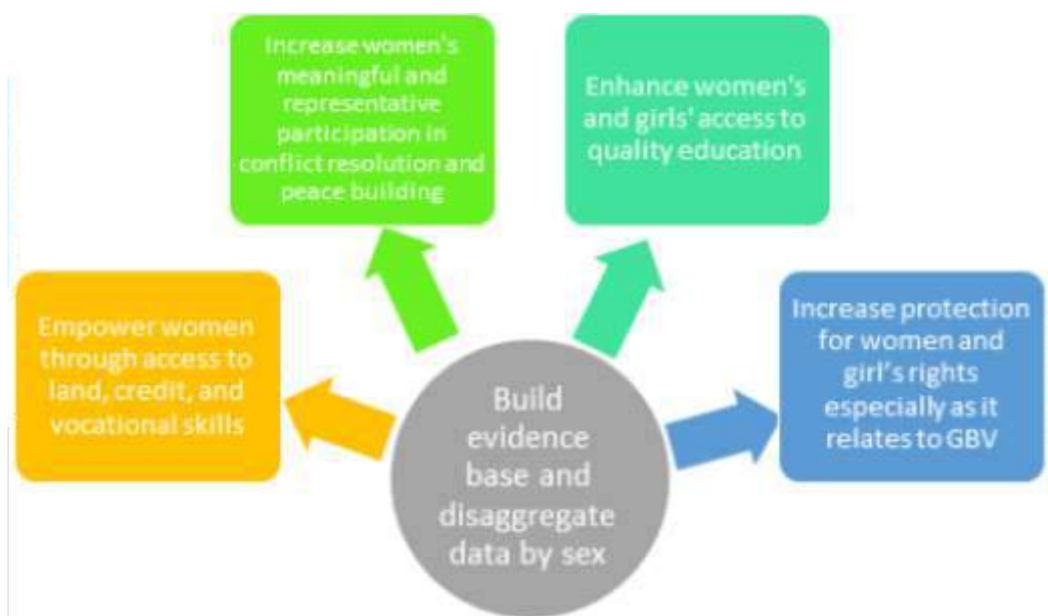 Increase women's
meaningful and
representative
participation in
conflict resolution and
peace building
Enhance women's
and girls' access to
quality education
Empower women
through access to
land, credit, and
vocational skills
Increase protection
for women and
girl's rights
especially as it
relates to GBV
Build
evidence
base and
disaggregate
data by sex